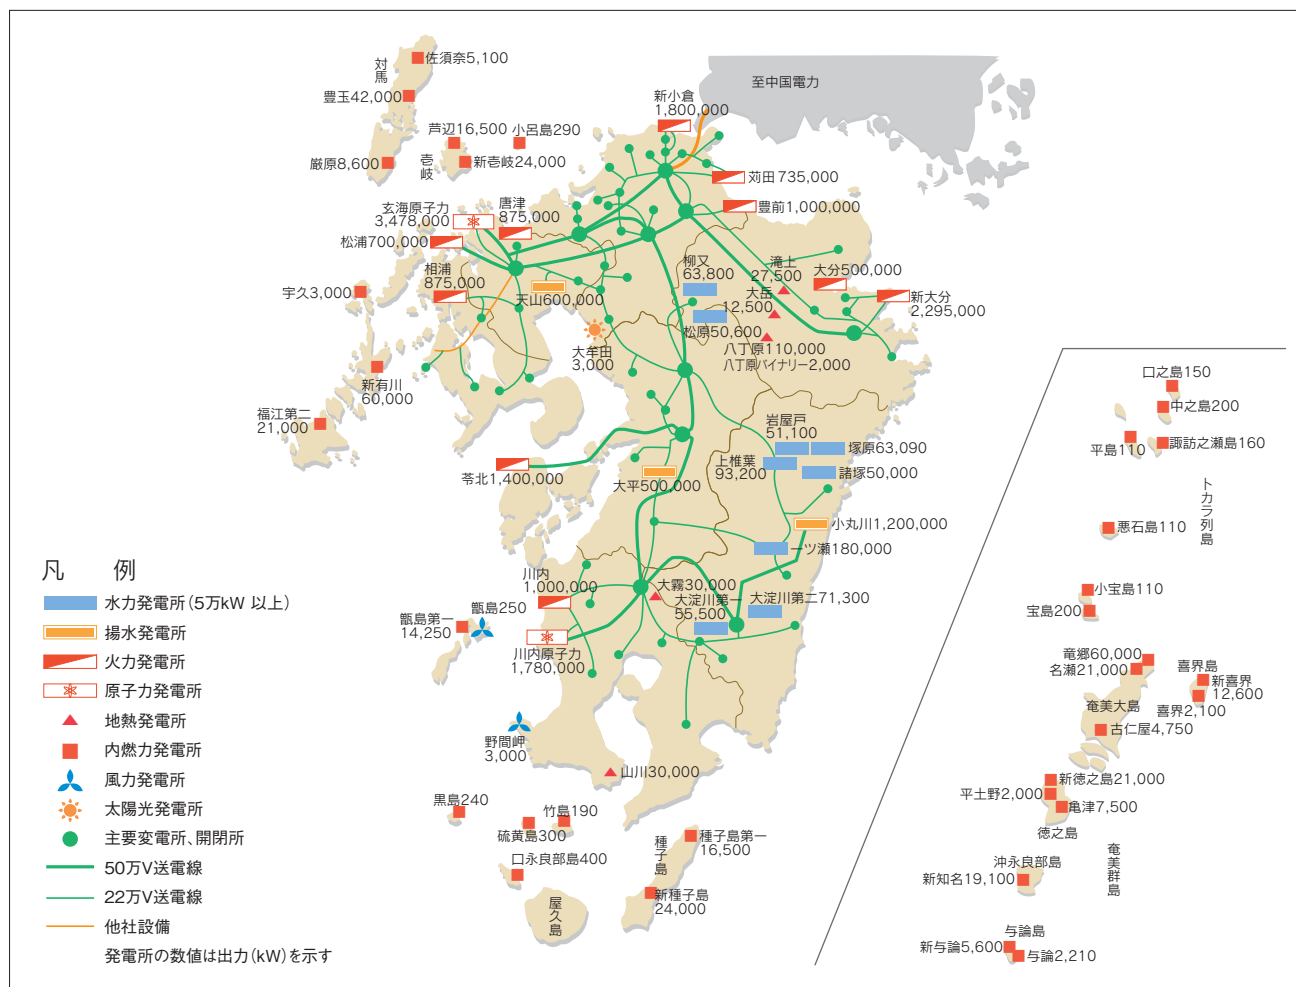 至中国電力
対馬
佐須奈5,100
豊玉42,000
厳原8,600
芦辺16,500
小呂島290
壱岐
新壱岐24,000
新小倉
1,800,000
苅田735,000
豊前1,000,000
玄海原子力
3,478,000
唐津
875,000
松浦700,000
相浦
875,000
天山600,000
宇久3,000
新有川
60,000
福江第二
21,000
大牟田
3,000
柳又
63,800
松原50,600
滝上
27,500
大岳
12,500
八丁原110,000
八丁原バイナリー2,000
大分500,000
新大分
2,295,000
岩屋戸
51,100
塚原63,090
上椎葉
93,200
諸塚50,000
苓北1,400,000
大平500,000
小丸川1,200,000
一ツ瀬180,000
川内
1,000,000
大霧30,000
大淀川第一
55,500
大淀川第二71,300
川内原子力
1,780,000
甑島250
甑島第一
14,250
野間岬
3,000
山川30,000
黒島240
硫黄島300
竹島190
口永良部島400
屋久島
種子島
種子島第一
16,500
新種子島
24,000
口之島150
中之島200
平島110
諏訪之瀬島160
トカラ列島
悪石島110
小宝島110
宝島200
竜郷60,000
名瀬21,000
奄美大島
古仁屋4,750
喜界島
新喜界
12,600
喜界2,100
新徳之島21,000
平土野2,000
亀津7,500
徳之島
奄美群島
沖永良部島
新知名19,100
与論島
新与論5,600
与論2,210
凡 例
水力発電所(5万kW 以上)
揚水発電所
火力発電所
原子力発電所
地熱発電所
内燃力発電所
風力発電所
太陽光発電所
主要変電所、開閉所
50万V送電線
22万V送電線
他社設備
発電所の数値は出力(kW)を示す